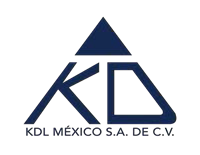 KD
KDL MÉXICO S.A. DE C.V.